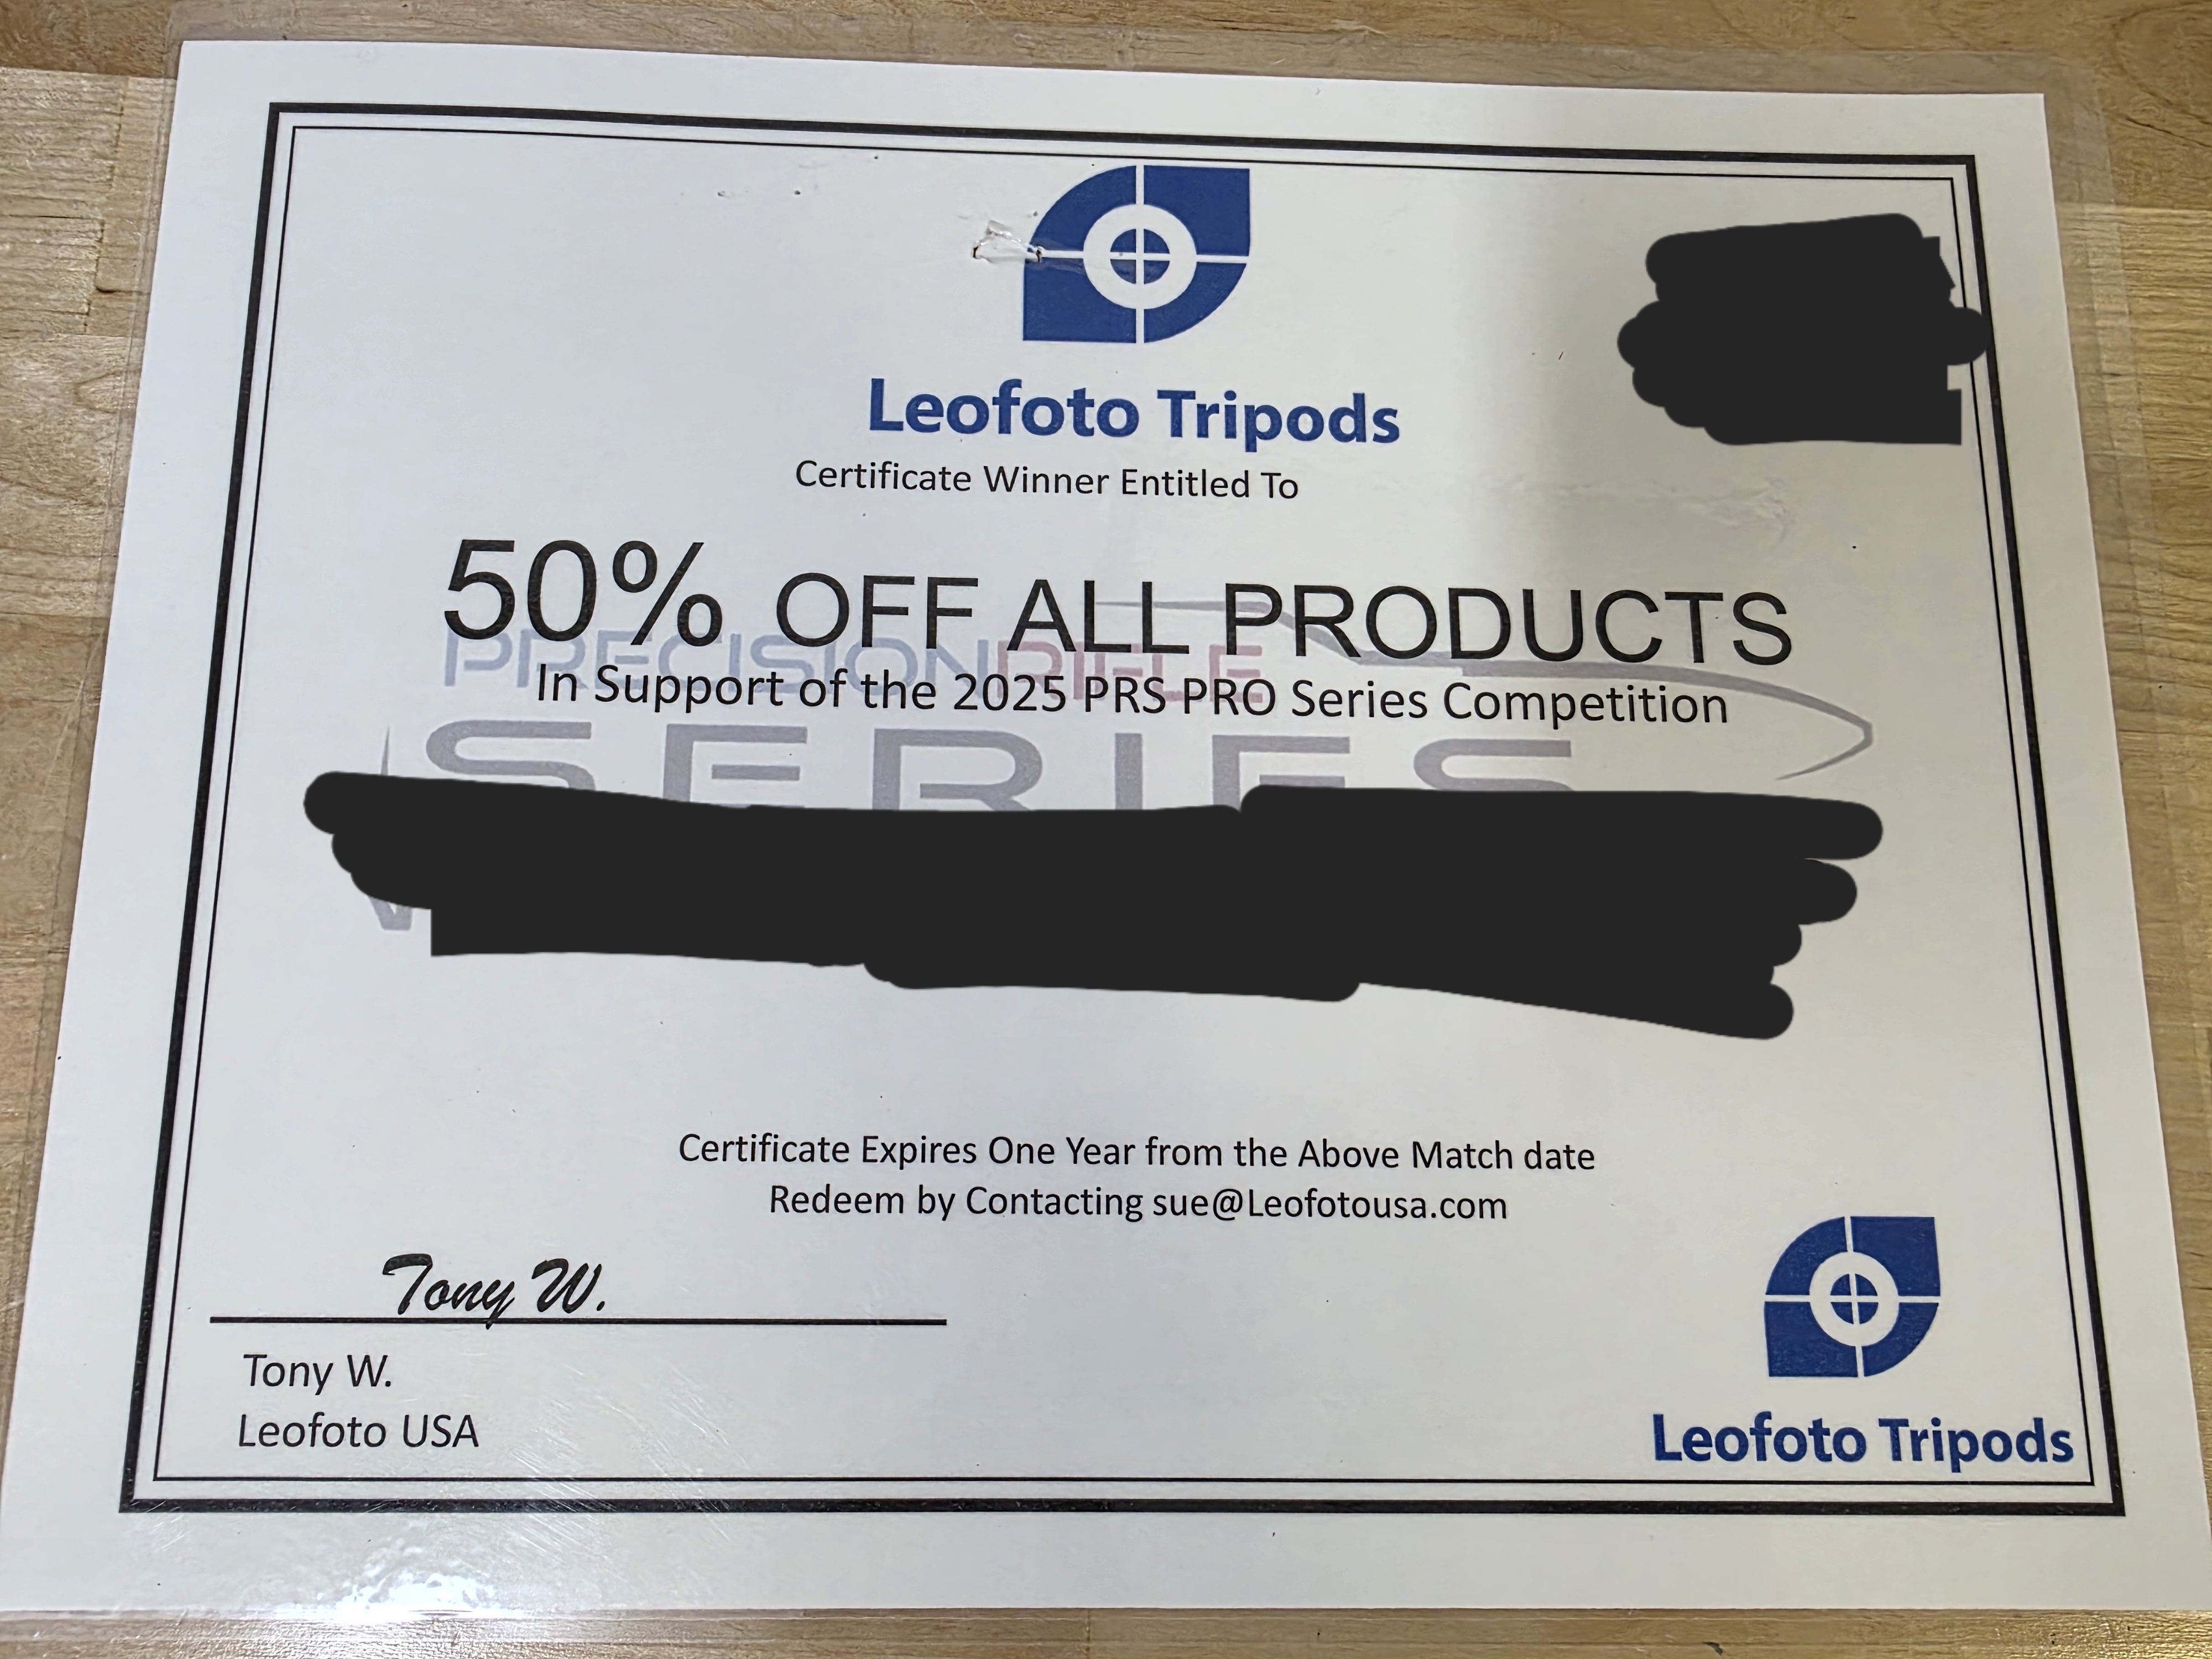 Leofoto Tripods
Certificate Winner Entitled To
50% OFF ALL PRODUCTS
PRECISIONRIFLE
In Support of the 2025 PRS PRO Series Competition
SERIES
Certificate Expires One Year from the Above Match date
Redeem by Contacting sue@Leofotousa.com
Tony W.
Tony W.
Leofoto USA
Leofoto Tripods